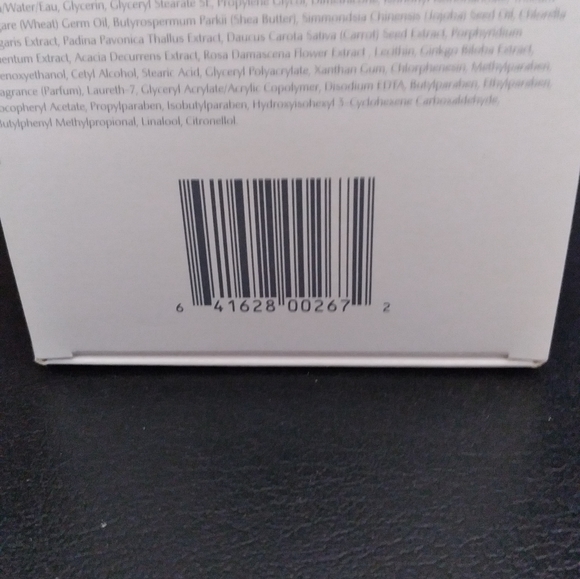 Water/Eau, Glycerin, Glyceryl Stearate SE, Propylene Glycol, Dimethicone,
(Wheat) Germ Oil, Butyrospermum Parkii (Shea Butter), Simmondsia Chinensis (Jojoba) Seed Oil, Chlorella
Extract, Padina Pavonica Thallus Extract, Daucus Carota Sativa (Carrot) Seed Extract, Porphyridium
Extract, Acacia Decurrens Extract, Rosa Damascena Flower Extract, Lecithin, Ginkgo Biloba Extract,
enoxyethanol, Cetyl Alcohol, Stearic Acid, Glyceryl Polyacrylate, Xanthan Gum, Chlorphenesin, Methylparaben,
agrance (Parfum), Laureth-7, Glyceryl Acrylate/Acrylic Copolymer, Disodium EDTA, Butylparaben, Ethylparaben,
ocopheryl Acetate, Propylparaben, Isobutylparaben, Hydroxyisohexyl 3-Cyclohexene Carboxaldehyde,
utylphenyl Methylpropional, Linalool, Citronellol.
6 41628 00267 2